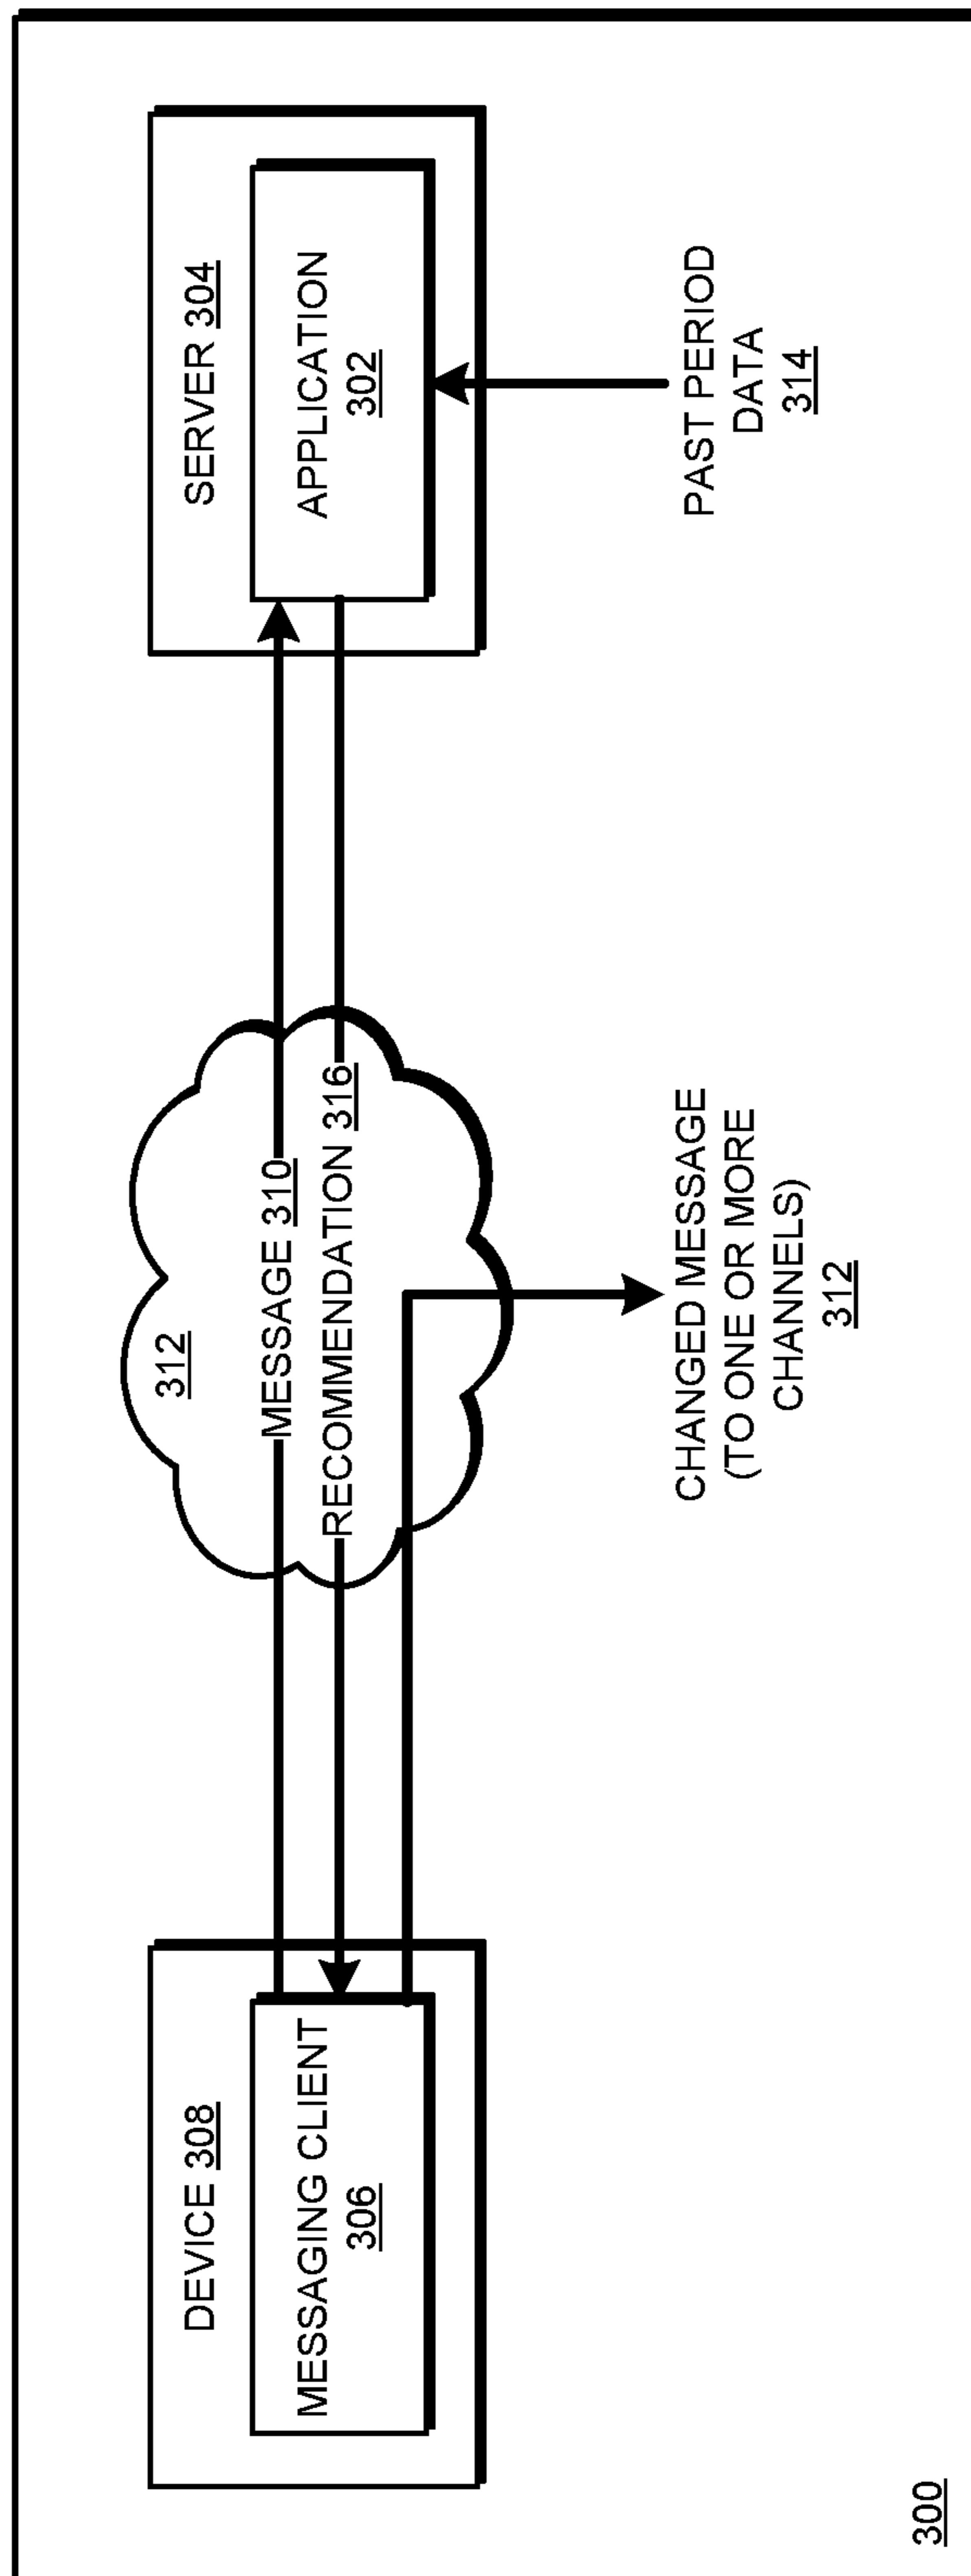 DEVICE 308
MESSAGING CLIENT
306
312
MESSAGE 310
RECOMMENDATION 316
CHANGED MESSAGE
(TO ONE OR MORE
CHANNELS)
312
SERVER 304
APPLICATION
302
PAST PERIOD
DATA
314
300